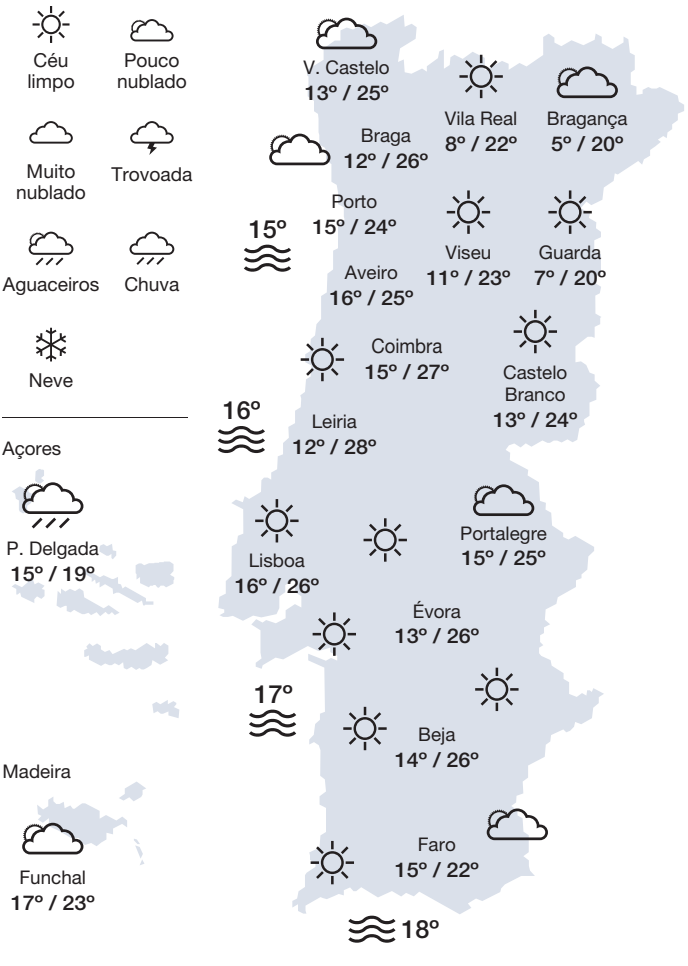 Céu
limpo
Pouco
nublado
Muito
nublado
Trovoada
Aguaceiros
Chuva
Neve
Açores
P. Delgada
15º / 19º
Madeira
Funchal
17º / 23º
V. Castelo
13º / 25º
Vila Real
8º / 22º
Bragança
5º / 20º
Braga
12º / 26º
Porto
15º / 24º
15º
Viseu
11º / 23º
Guarda
7º / 20º
Aveiro
16º / 25º
Coimbra
15º / 27º
Castelo
Branco
13º / 24º
16º
Leiria
12º / 28º
Portalegre
15º / 25º
Lisboa
16º / 26º
Évora
13º / 26º
17º
Beja
14º / 26º
Faro
15º / 22º
18º